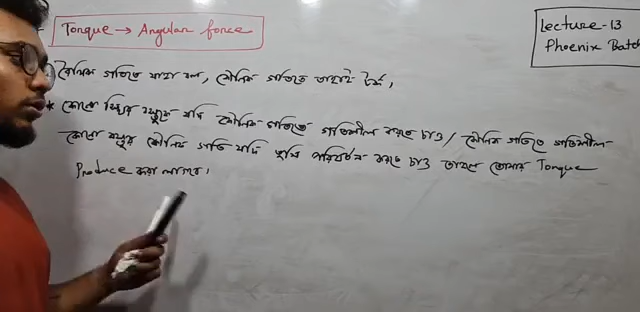 Torque → Angular force
Lecture-13
Phoenix Batch
রৈখিক গতিতে যাহা বল, কৌনিক গতিতে তাহাই টর্ক,
* কোনো স্থির বস্তুকে যদি কৌনিক গতিতে গতিশীল করতে চাও / কৌনিক গতিতে গতিশীল
কোনো বস্তুর কৌনিক গতি যদি তুমি পরিবর্তন করতে চাও তাহলে তোমার Torque
Produce করা লাগবে।